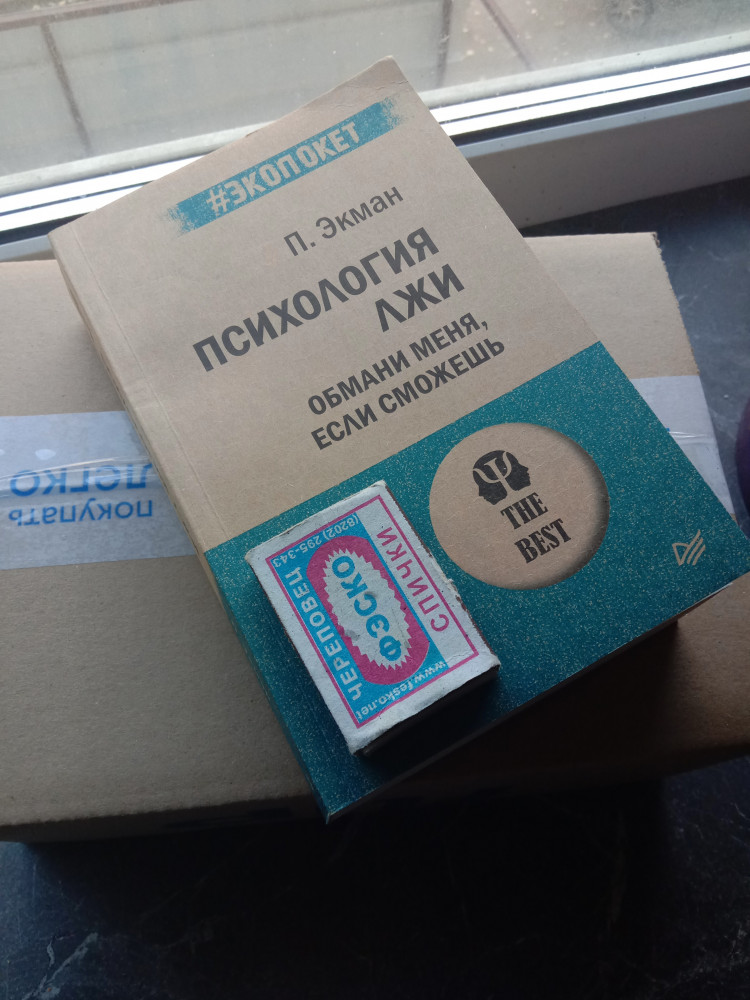 #ЭКОПОКЕТ
П. Экман
ПСИХОЛОГИЯ
ЛЖИ
ОБМАНИ МЕНЯ,
ЕСЛИ СМОЖЕШЬ
THE
BEST
ЧЕРЕПОВЕЦ
(8202) 295-343
ФЭСКО
СПИЧКИ
www.fesko.net
покупать
легко